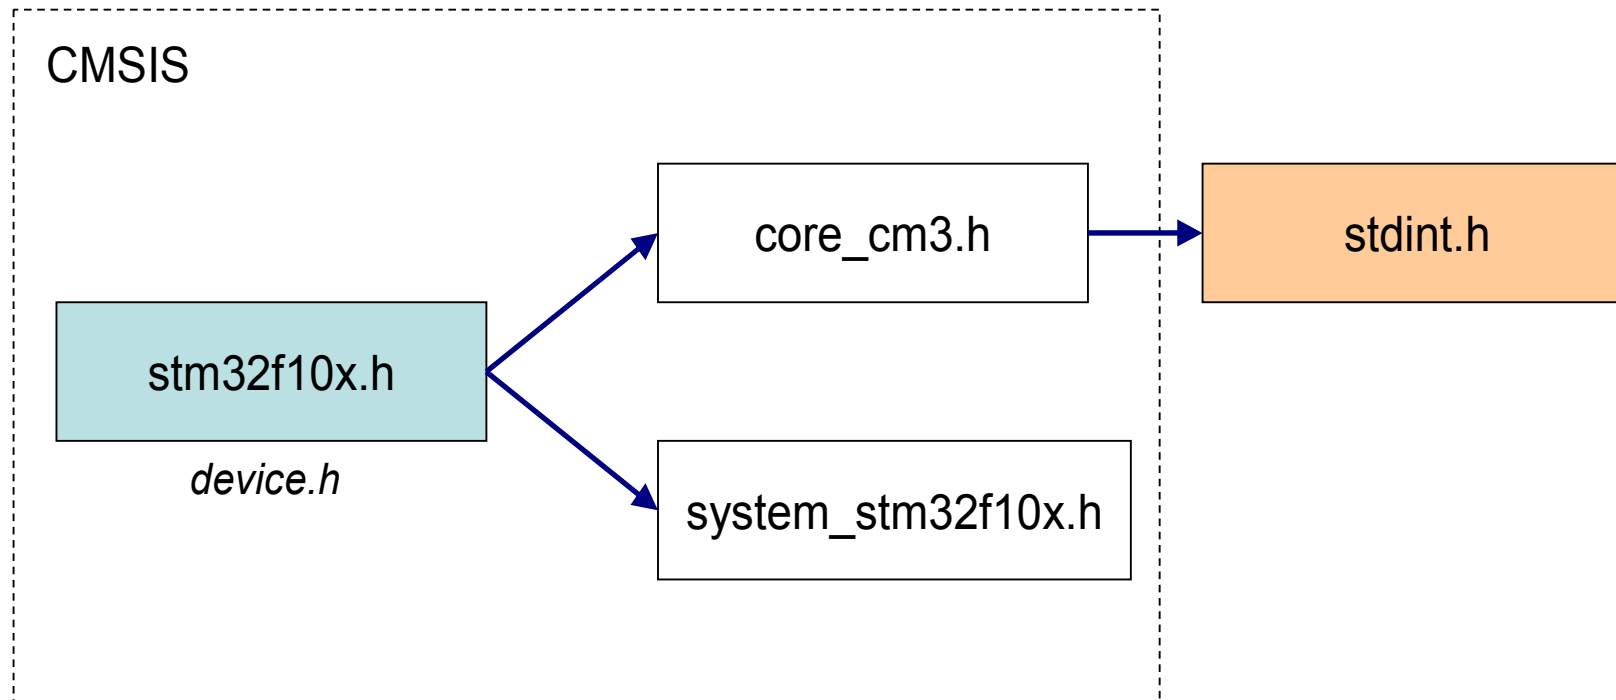 CMSIS
core_cm3.h
stdint.h
stm32f10x.h
device.h
system_stm32f10x.h